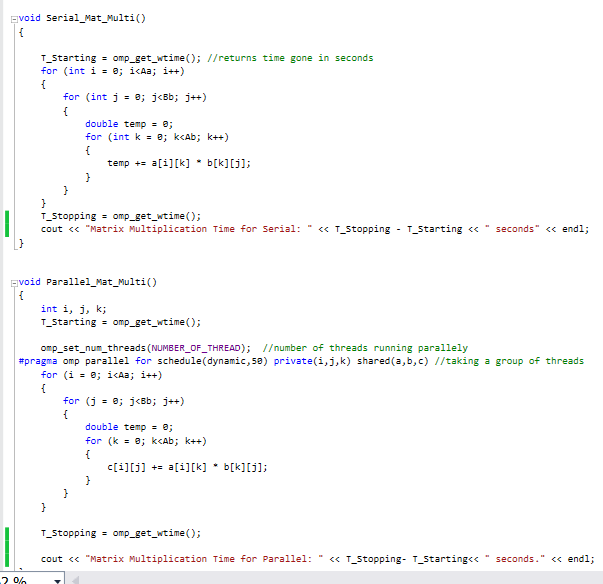 void Serial_Mat_Multi()
{
T_Starting = omp_get_wtime(); //returns time gone in seconds
for (int i = 0; i<Aa; i++)
{
for (int j = 0; j<Bb; j++)
{
double temp = 0;
for (int k = 0; k<Ab; k++)
{
temp += a[i][k] * b[k][j];
}
}
}
T_Stopping = omp_get_wtime();
cout << "Matrix Multiplication Time for Serial: " << T_Stopping - T_Starting << " seconds" << endl;
}
void Parallel_Mat_Multi()
{
int i, j, k;
T_Starting = omp_get_wtime();
omp_set_num_threads(NUMBER_OF_THREAD); //number of threads running parallely
#pragma omp parallel for schedule(dynamic,50) private(i,j,k) shared(a,b,c) //taking a group of threads
for (i = 0; i<Aa; i++)
{
for (j = 0; j<Bb; j++)
{
double temp = 0;
for (k = 0; k<Ab; k++)
{
c[i][j] += a[i][k] * b[k][j];
}
}
}
T_Stopping = omp_get_wtime();
cout << "Matrix Multiplication Time for Parallel: " << T_Stopping- T_Starting<< " seconds." << endl;